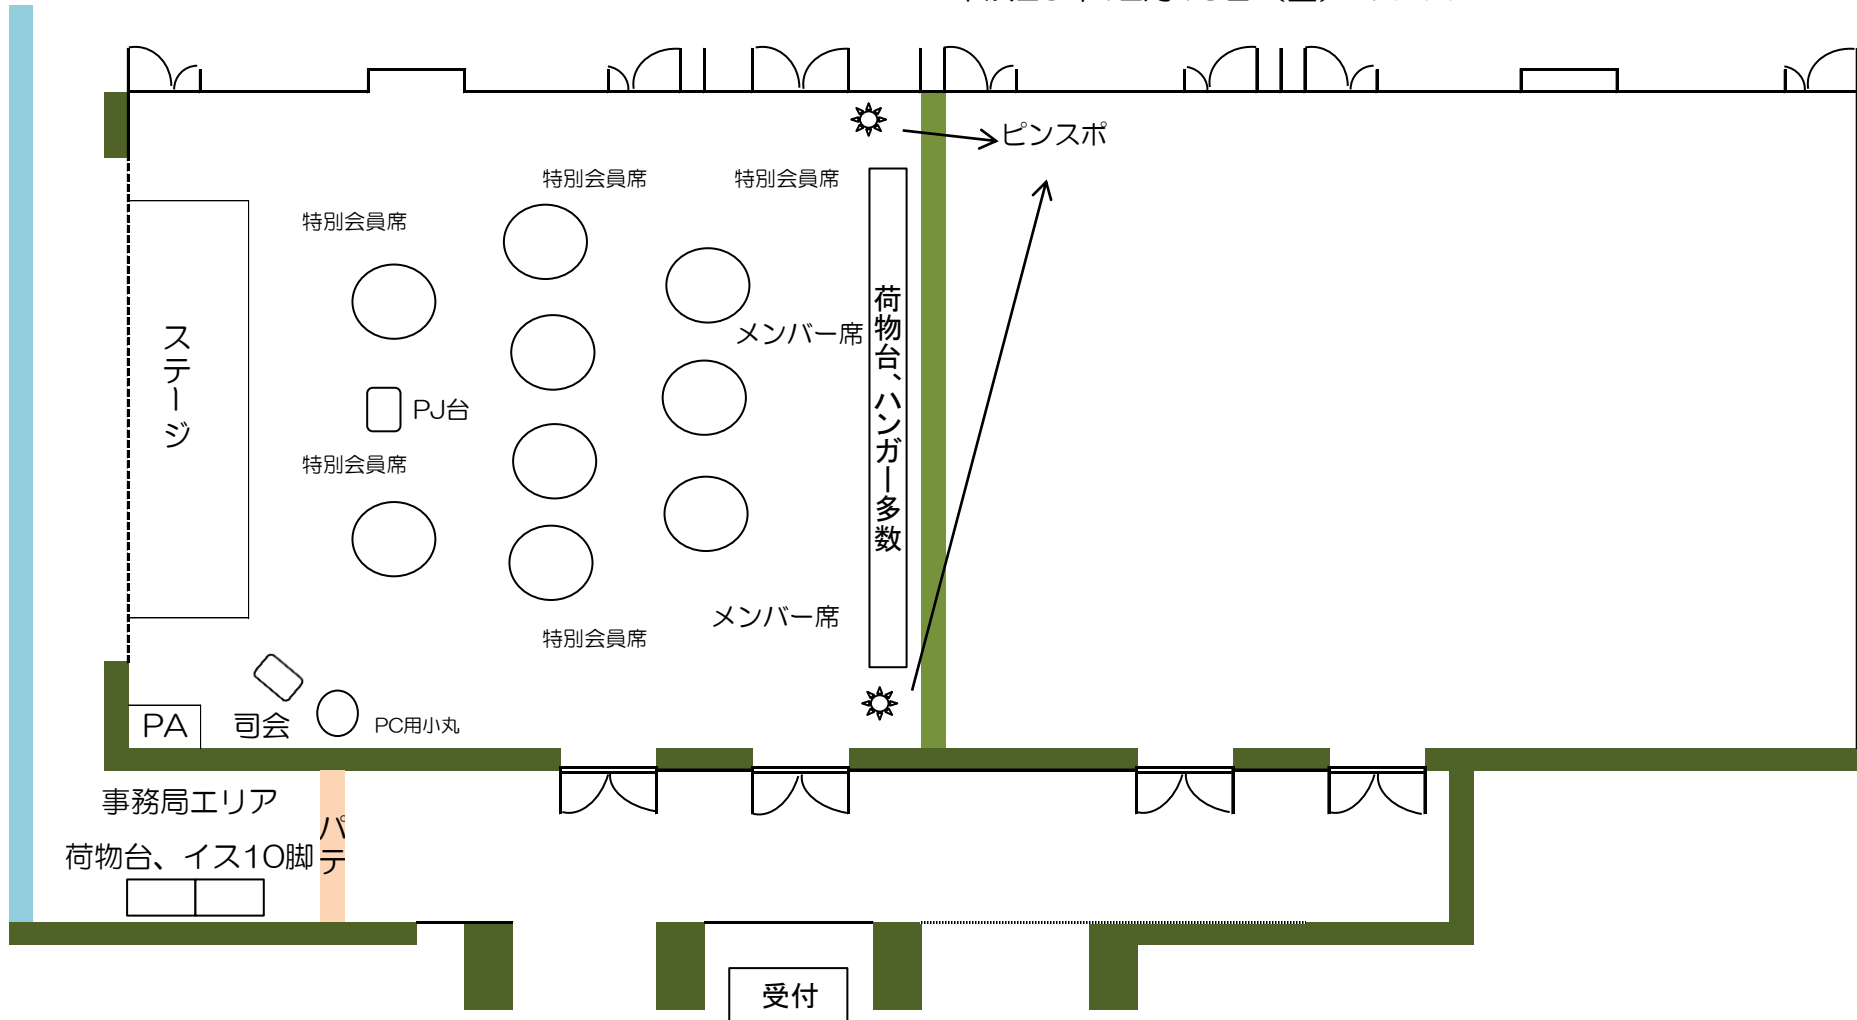 ピンスポ
特別会員席
特別会員席
特別会員席
メンバー席
荷物台、ハンガー多数
ステージ
PJ台
特別会員席
メンバー席
特別会員席
PA
司会
PC用小丸
事務局エリア
パテ
荷物台、イス10脚
受付